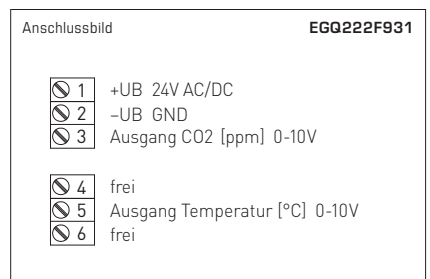 Anschlussbild EGQ222F931
1 +UB 24V AC/DC
2 –UB GND
3 Ausgang CO2 [ppm] 0-10V
4 frei
5 Ausgang Temperatur [°C] 0-10V
6 frei